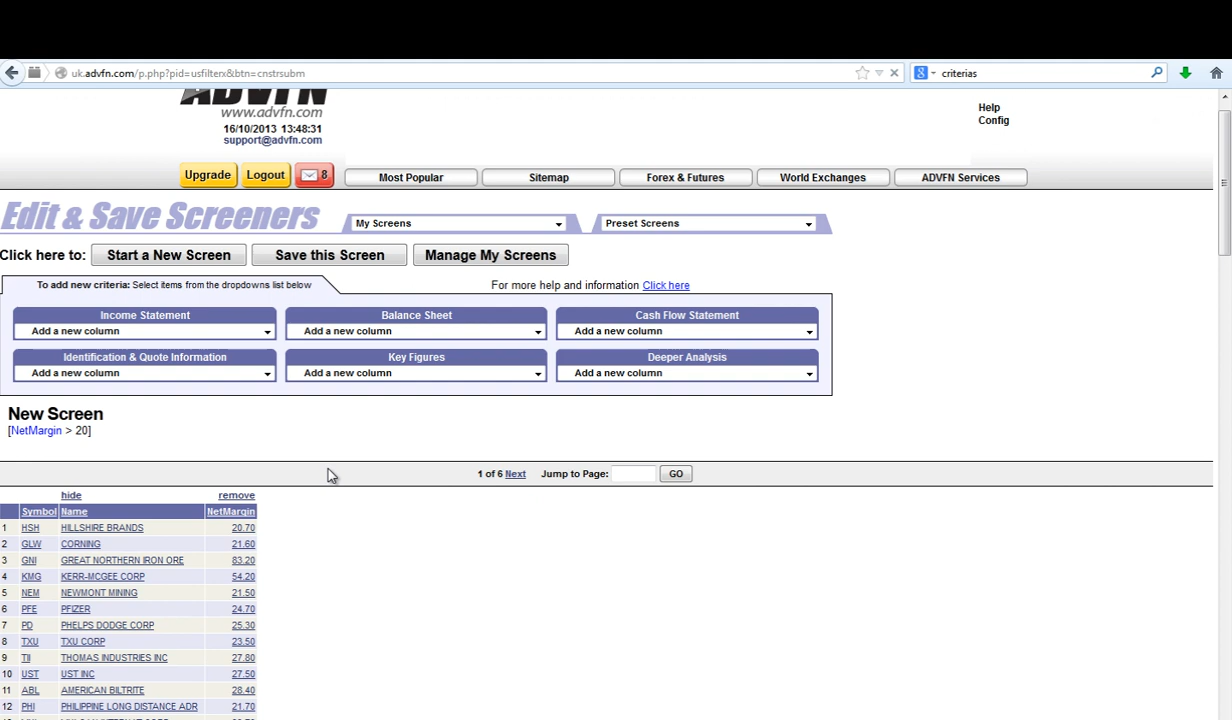 uk.advfn.com/p.php?pid=usfilterx&btn=cnstrsubm
criterias
ADVFN
www.advfn.com
16/10/2013 13:48:31
support@advfn.com
Help
Config
Upgrade Logout 8 Most Popular Sitemap Forex & Futures World Exchanges ADVFN Services
Edit & Save Screeners My Screens Preset Screens
Click here to: Start a New Screen Save this Screen Manage My Screens
To add new criteria: Select items from the dropdowns list below For more help and information Click here
Income Statement Balance Sheet Cash Flow Statement
Add a new column Add a new column Add a new column
Identification & Quote Information Key Figures Deeper Analysis
Add a new column Add a new column Add a new column
New Screen
[NetMargin > 20]
1 of 6 Next Jump to Page: GO
hide remove
Symbol Name NetMargin
1 HSH HILLSHIRE BRANDS 20.70
2 GLW CORNING 21.60
3 GNI GREAT NORTHERN IRON ORE 83.20
4 KMG KERR-MCGEE CORP 54.20
5 NEM NEWMONT MINING 21.50
6 PFE PFIZER 24.70
7 PD PHELPS DODGE CORP 25.30
8 TXU TXU CORP 23.50
9 TII THOMAS INDUSTRIES INC 27.80
10 UST UST INC 27.50
11 ABL AMERICAN BILTRITE 28.40
12 PHI PHILIPPINE LONG DISTANCE ADR 21.70